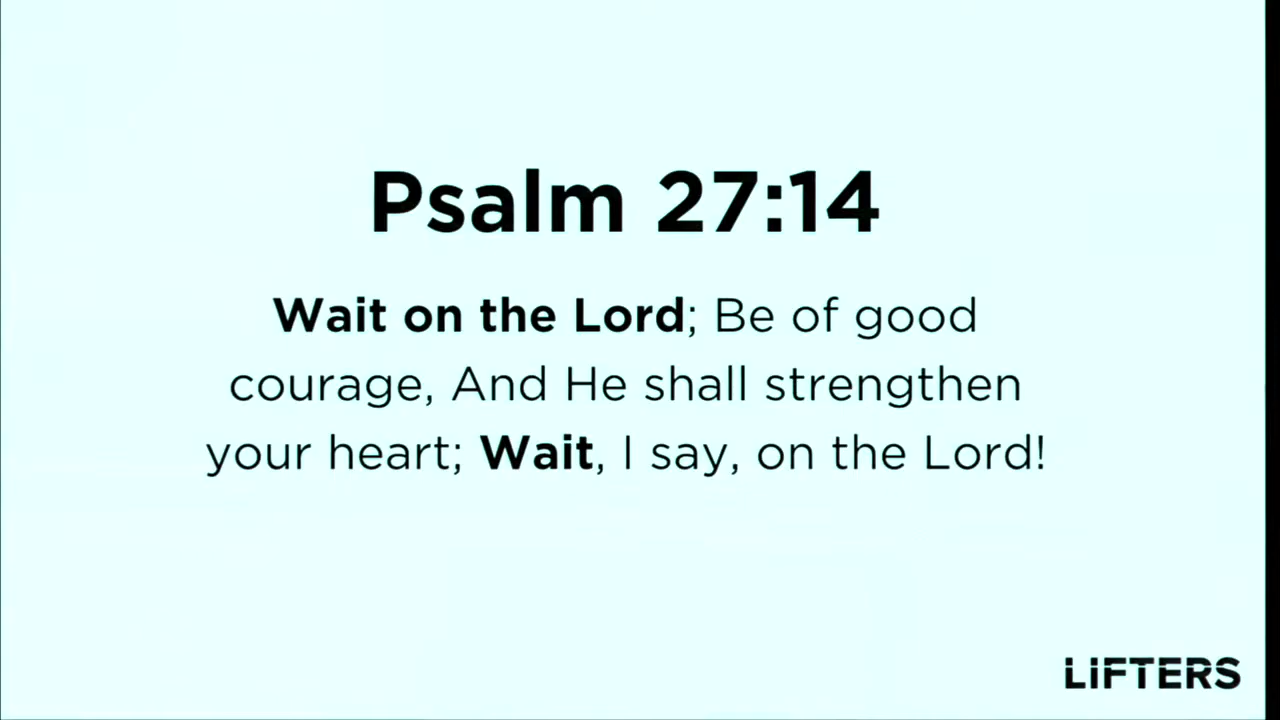 Psalm 27:14
Wait on the Lord; Be of good
courage, And He shall strengthen
your heart; Wait, I say, on the Lord!
LiFTERS